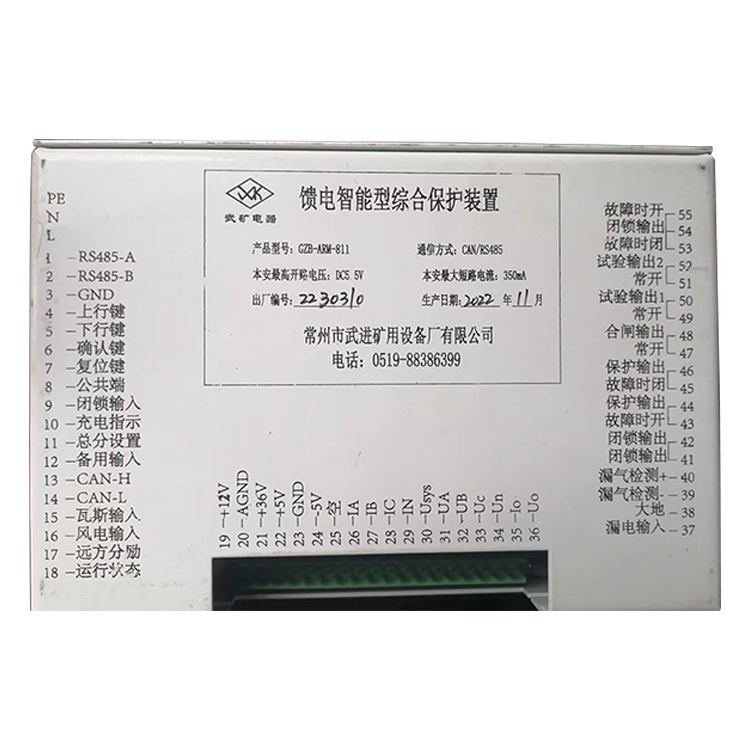 WK
武矿电器
馈电智能型综合保护装置
产品型号: GZB-ARM-811 通信方式: CAN/RS485
本安最高开路电压: DC5.5V 本安最大短路电流: 350mA
出厂编号: 2230310 生产日期: 2022 年 11 月
常州市武进矿用设备厂有限公司
电话: 0519-88386399
PE
N
L
1 -RS485-A
2 -RS485-B
3 -GND
4 -上行键
5 -下行键
6 -确认键
7 -复位键
8 -公共端
9 -闭锁输入
10 -充电指示
11 -总分设置
12 -备用输入
13 -CAN-H
14 -CAN-L
15 -瓦斯输入
16 -风电输入
17 -远方分励
18 -运行状态
19 -+12V
20 -AGND
21 -+36V
22 -+5V
23 -GND
24 --5V
25 -空
26 -IA
27 -IB
28 -IC
29 -IN
30 -Usys
31 -UA
32 -UB
33 -Uc
34 -Un
35 -Io
36 -Uo
故障时开 55
闭锁输出 54
故障时闭 53
试验输出2 52
常开 51
试验输出1 50
常开 49
合闸输出 48
常开 47
保护输出 46
故障时闭 45
保护输出 44
故障时开 43
闭锁输出 42
闭锁输出 41
漏气检测+ 40
漏气检测- 39
大地 - 38
漏电输入 - 37